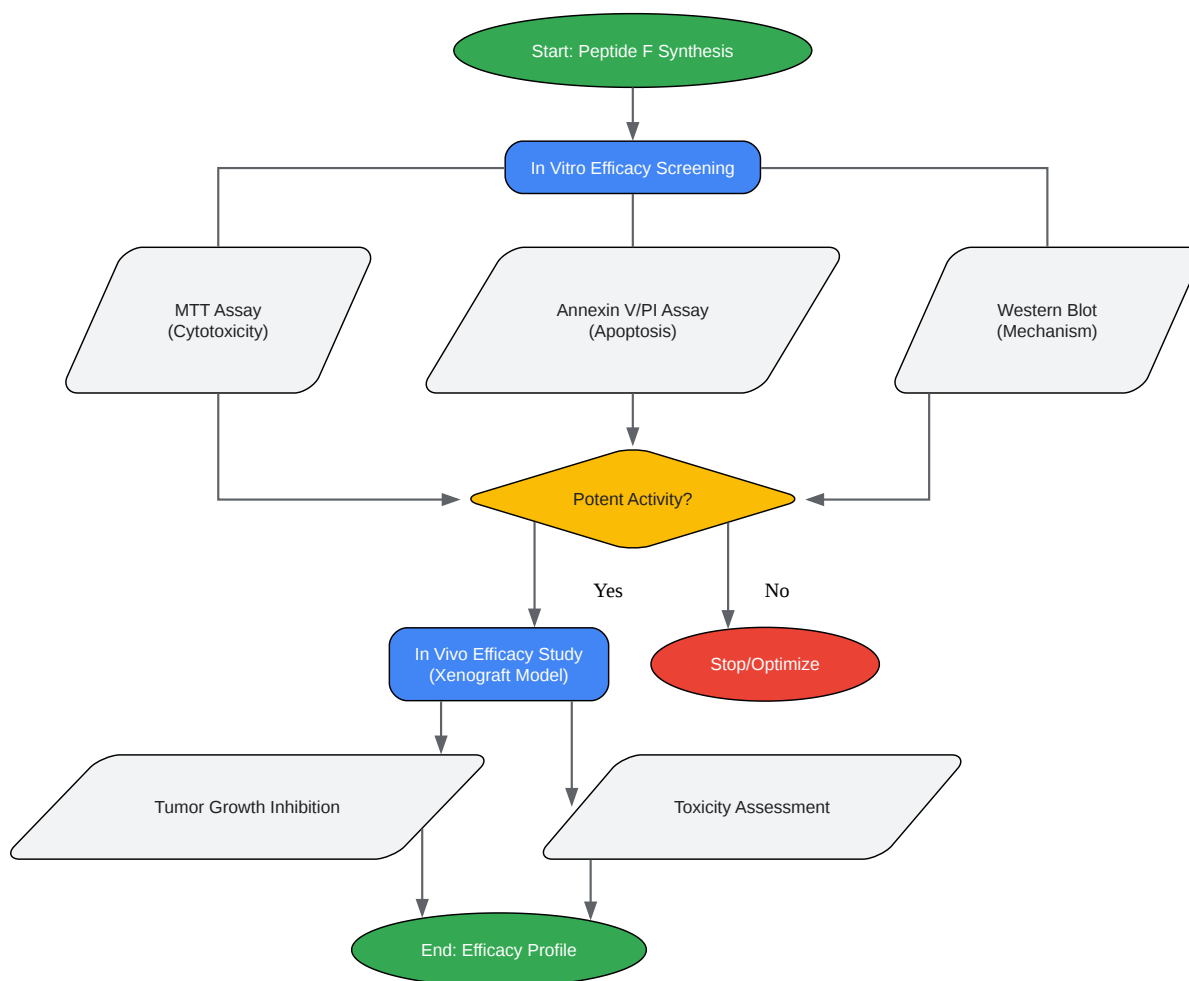 Start: Peptide F Synthesis
In Vitro Efficacy Screening
MTT Assay
(Cytotoxicity)
Annexin V/PI Assay
(Apoptosis)
Western Blot
(Mechanism)
Potent Activity?
Yes
No
In Vivo Efficacy Study
(Xenograft Model)
Stop/Optimize
Tumor Growth Inhibition
Toxicity Assessment
End: Efficacy Profile